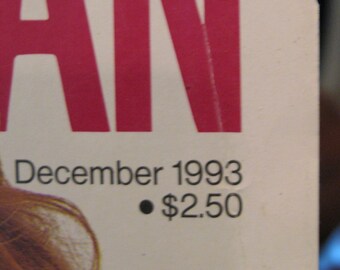 AN
December 1993
• $2.50